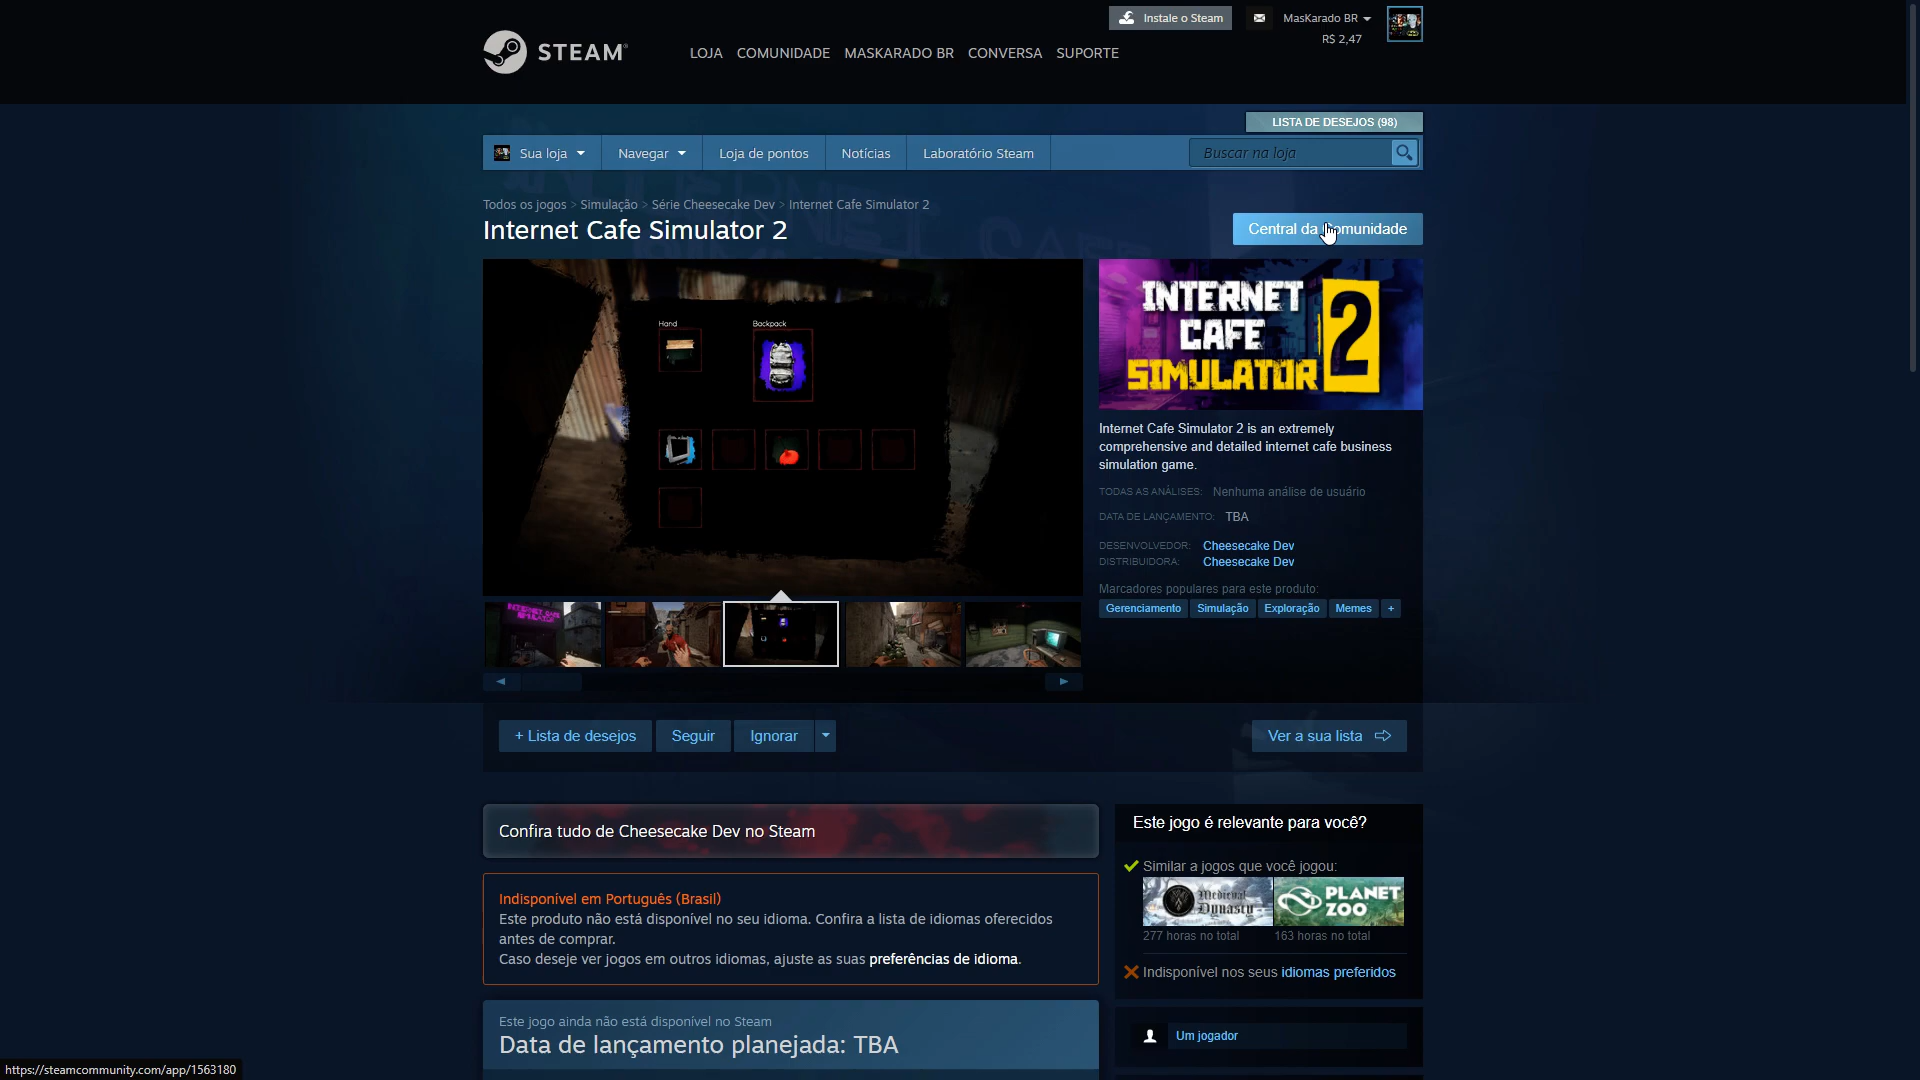 Instale o Steam
MasKarado BR
R$ 2,47
STEAM®
LOJA COMUNIDADE MASKARADO BR CONVERSA SUPORTE
LISTA DE DESEJOS (98)
Sua loja Navegar Loja de pontos Notícias Laboratório Steam Buscar na loja
Todos os jogos > Simulação > Série Cheesecake Dev > Internet Cafe Simulator 2
Internet Cafe Simulator 2
Central da omunidade
Hand Backpack
INTERNET
CAFE
SIMULATOR
2
Internet Cafe Simulator 2 is an extremely
comprehensive and detailed internet cafe business
simulation game.
TODAS AS ANÁLISES: Nenhuma análise de usuário
DATA DE LANÇAMENTO: TBA
DESENVOLVEDOR: Cheesecake Dev
DISTRIBUIDORA: Cheesecake Dev
Marcadores populares para este produto:
Gerenciamento Simulação Exploração Memes +
INTERNET CAFE
SIMULATOR
+ Lista de desejos Seguir Ignorar Ver a sua lista
Confira tudo de Cheesecake Dev no Steam
Indisponível em Português (Brasil)
Este produto não está disponível no seu idioma. Confira a lista de idiomas oferecidos
antes de comprar.
Caso deseje ver jogos em outros idiomas, ajuste as suas preferências de idioma.
Este jogo ainda não está disponível no Steam
Data de lançamento planejada: TBA
Este jogo é relevante para você?
Similar a jogos que você jogou:
Medieval
Dynasty
PLANET
ZOO
277 horas no total 163 horas no total
Indisponível nos seus idiomas preferidos
Um jogador
https://steamcommunity.com/app/1563180